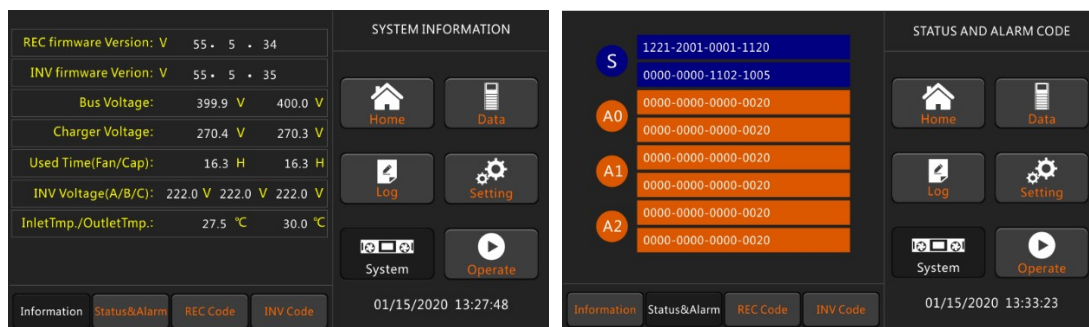 SYSTEM INFORMATION
REC firmware Version: V 55. 5 . 34
INV firmware Verion: V 55. 5 . 35
Bus Voltage: 399.9 V 400.0 V
Charger Voltage: 270.4 V 270.3 V
Used Time(Fan/Cap): 16.3 H 16.3 H
INV Voltage(A/B/C): 222.0 V 222.0 V 222.0 V
InletTmp./OutletTmp.: 27.5 ℃ 30.0 ℃
Home Data
Log Setting
System Operate
Information Status&Alarm REC Code INV Code
01/15/2020 13:27:48
STATUS AND ALARM CODE
S
1221-2001-0001-1120
0000-0000-1102-1005
A0
0000-0000-0000-0020
0000-0000-0000-0020
A1
0000-0000-0000-0020
0000-0000-0000-0020
A2
0000-0000-0000-0020
0000-0000-0000-0020
Home Data
Log Setting
System Operate
Information Status&Alarm REC Code INV Code
01/15/2020 13:33:23